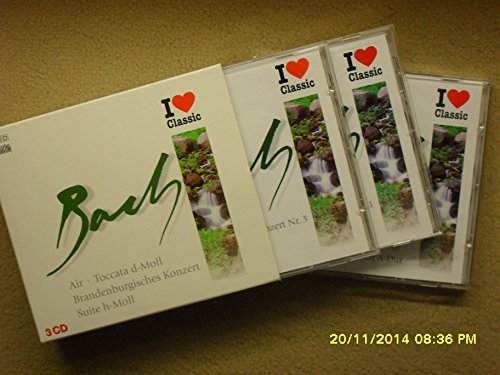 I ❤ Classic
Bach
Air · Toccata d-Moll
Brandenburgisches Konzert
Suite h-Moll
3 CD
I ❤ Classic
Nr. 3
I ❤ Classic
1
I ❤ Classic
A-Dur
20/11/2014 08:36 PM